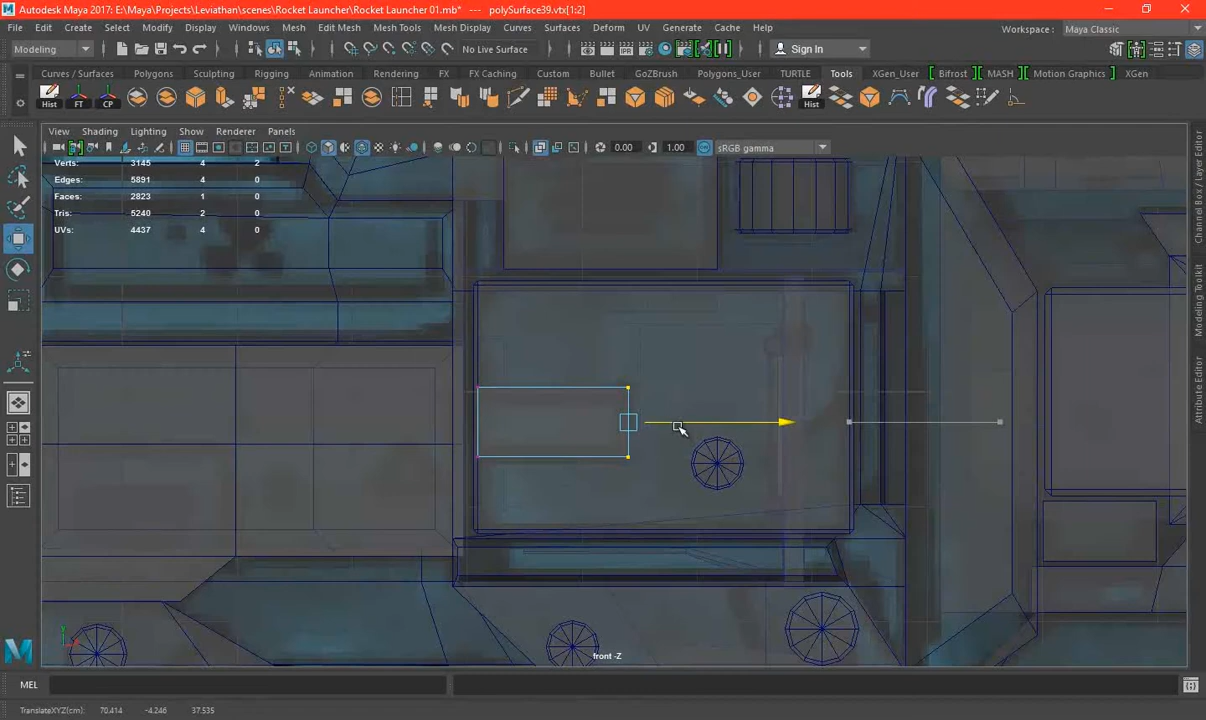 Autodesk Maya 2017: E:\Maya\Projects\Leviathan\scenes\Rocket Launcher\Rocket Launcher 01.mb* --- polySurface39.vtx[1:2]
File Edit Create Select Modify Display Windows Mesh Edit Mesh Mesh Tools Mesh Display Curves Surfaces Deform UV Generate Cache Help Workspace : Maya Classic
Modeling No Live Surface Sign In
Curves / Surfaces Polygons Sculpting Rigging Animation Rendering FX FX Caching Custom Bullet GoZBrush Polygons_User TURTLE Tools XGen_User Bifrost MASH Motion Graphics XGen
Hist FT CP Hist
View Shading Lighting Show Renderer Panels
0.00 1.00 sRGB gamma
Verts: 3145 4 2
Edges: 5891 4 0
Faces: 2823 1 0
Tris: 5240 2 0
UVs: 4437 4 0
Channel Box / Layer Editor
Modeling Toolkit
Attribute Editor
front -Z
MEL
TranslateXYZ(cm): 70.414 -4.246 37.535